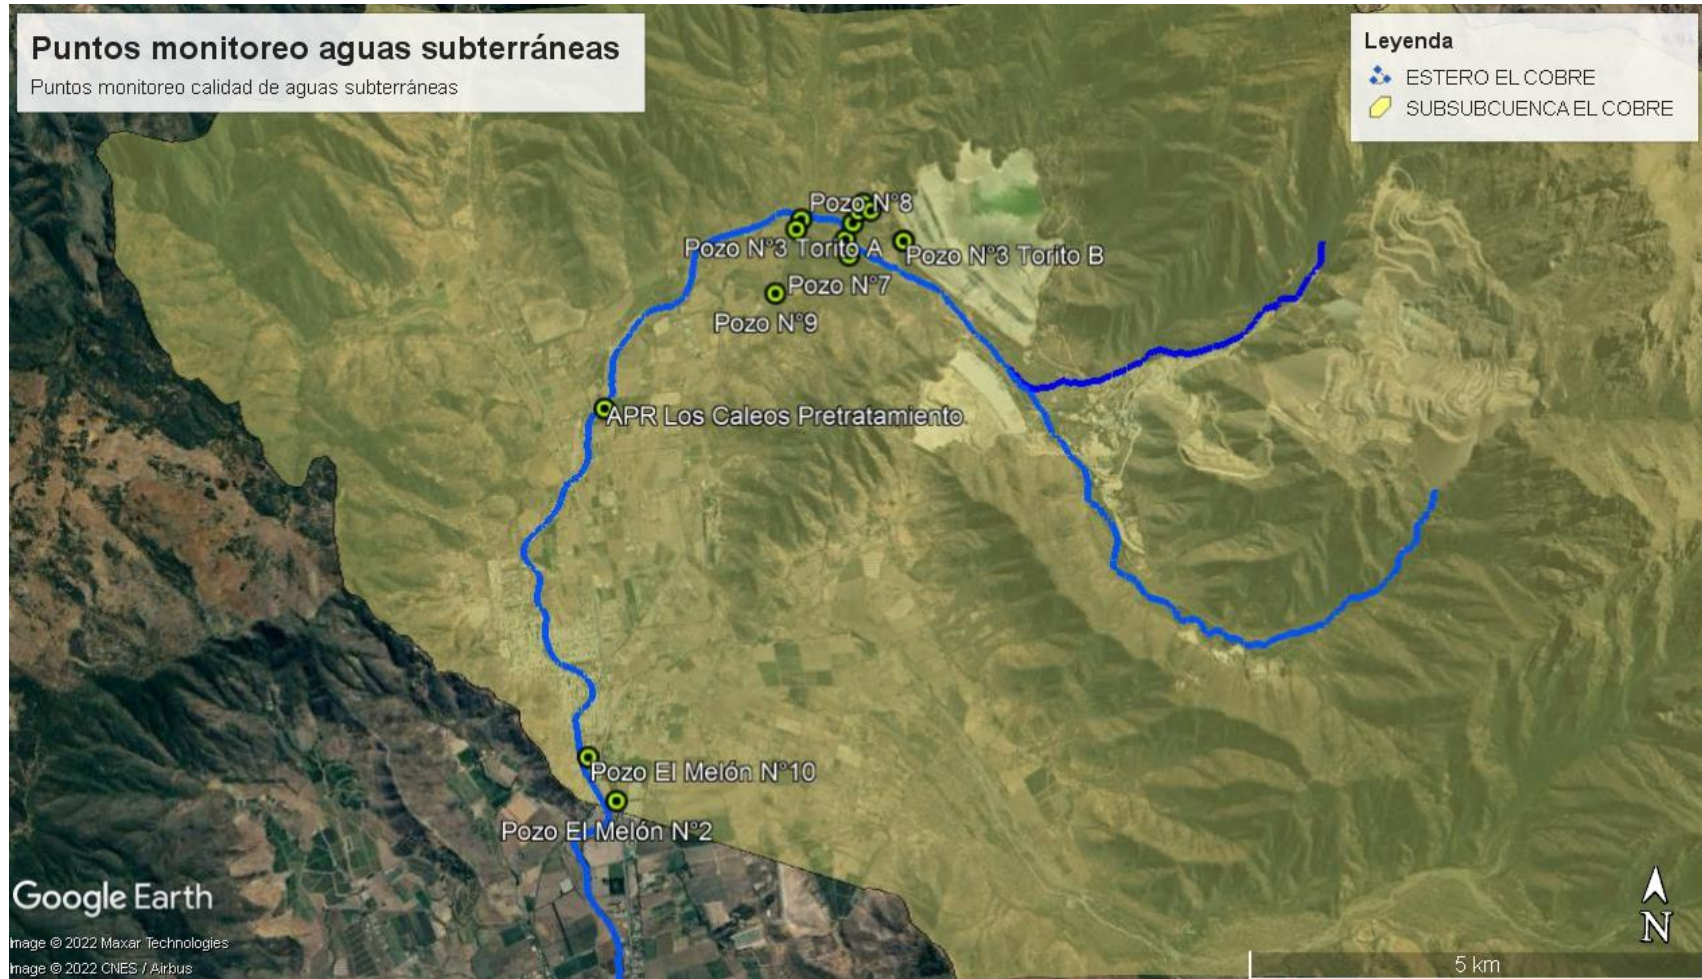 Puntos monitoreo aguas subterráneas
Puntos monitoreo calidad de aguas subterráneas
Leyenda
ESTERO EL COBRE
SUBSUBCUENCA EL COBRE
Pozo N°8
Pozo N°3 Torito A
Pozo N°3 Torito B
Pozo N°7
Pozo N°9
APR Los Caleos Pretratamiento
Pozo El Melón N°10
Pozo El Melón N°2
Google Earth
N
Image © 2022 Maxar Technologies
Image © 2022 CNES / Airbus
5 km